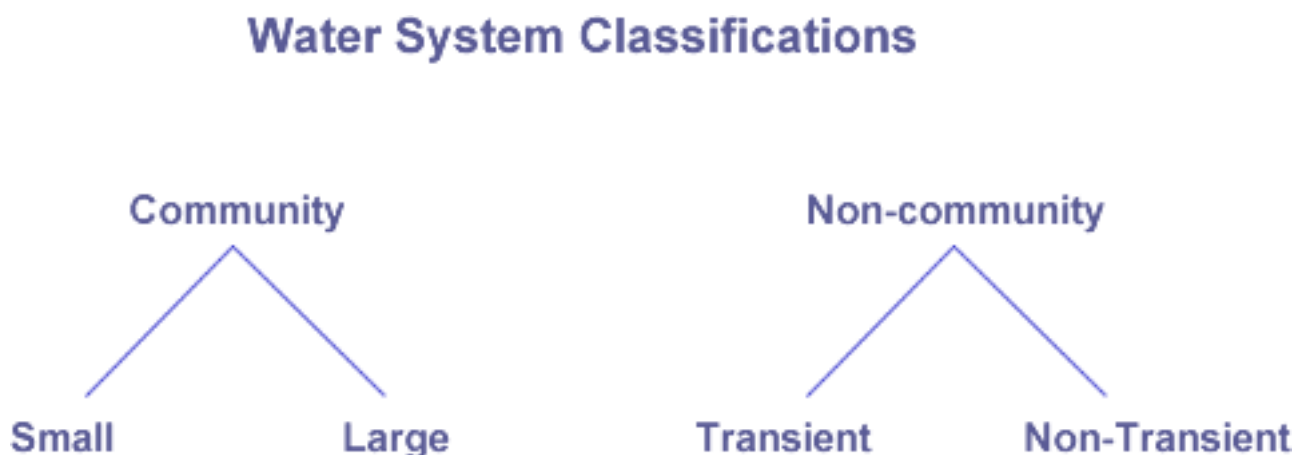 Water System Classifications
Community Non-community
Small Large Transient Non-Transient